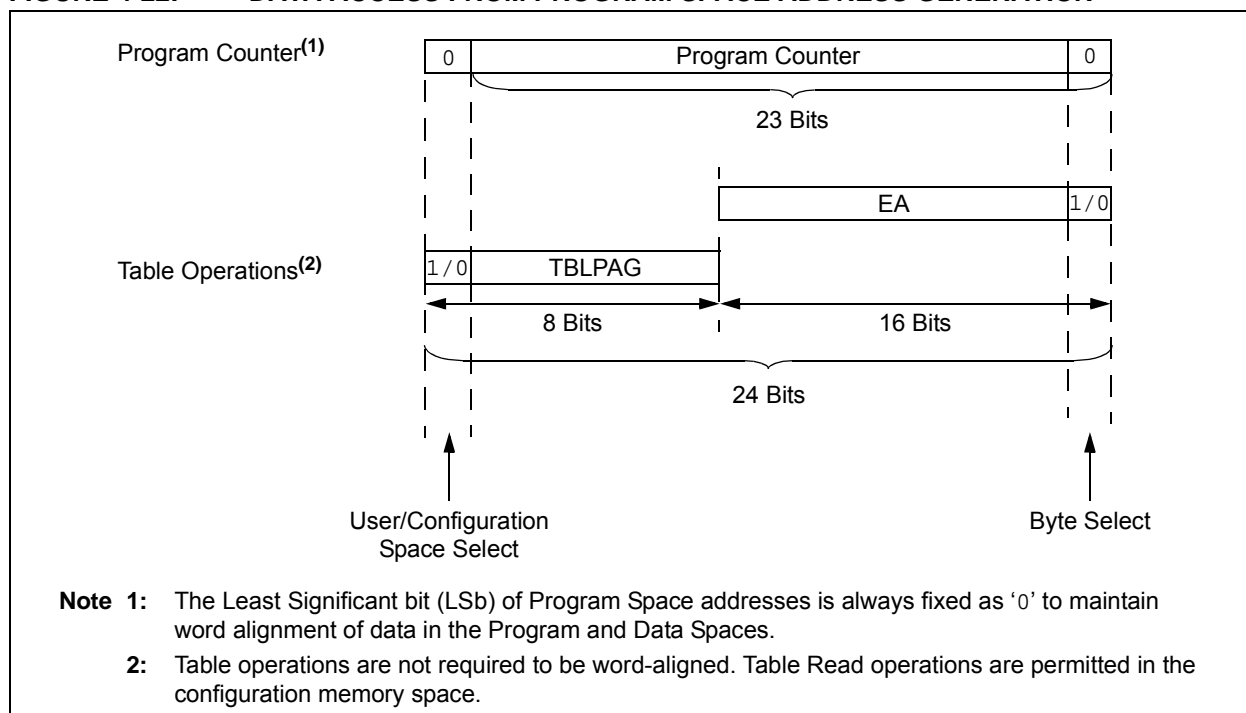 Program Counter(1)
0 Program Counter 0
23 Bits
EA 1/0
Table Operations(2)
1/0 TBLPAG
8 Bits 16 Bits
24 Bits
User/Configuration
Space Select
Byte Select
Note 1: The Least Significant bit (LSb) of Program Space addresses is always fixed as ‘0’ to maintain
word alignment of data in the Program and Data Spaces.
2: Table operations are not required to be word-aligned. Table Read operations are permitted in the
configuration memory space.